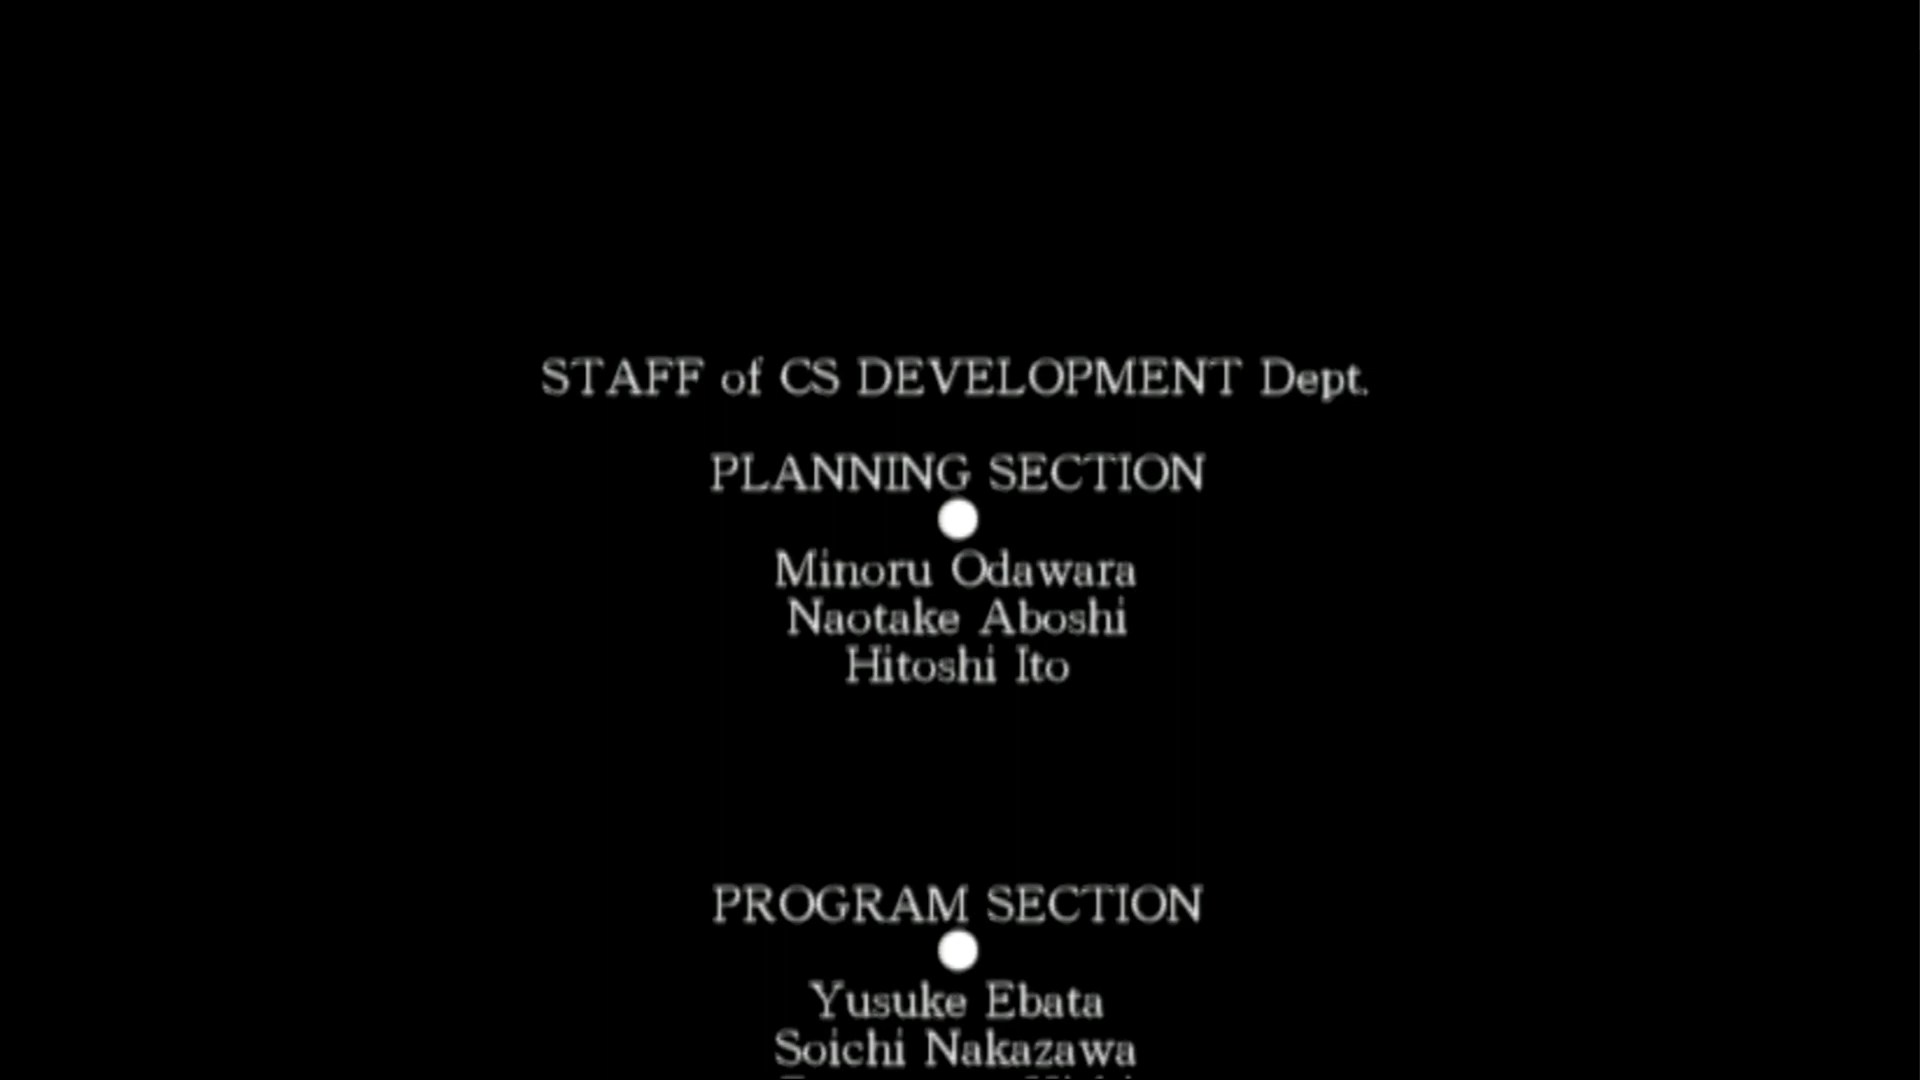 STAFF of CS DEVELOPMENT Dept.
PLANNING SECTION
Minoru Odawara
Naotake Aboshi
Hitoshi Ito
PROGRAM SECTION
Yusuke Ebata
Soichi Nakazawa